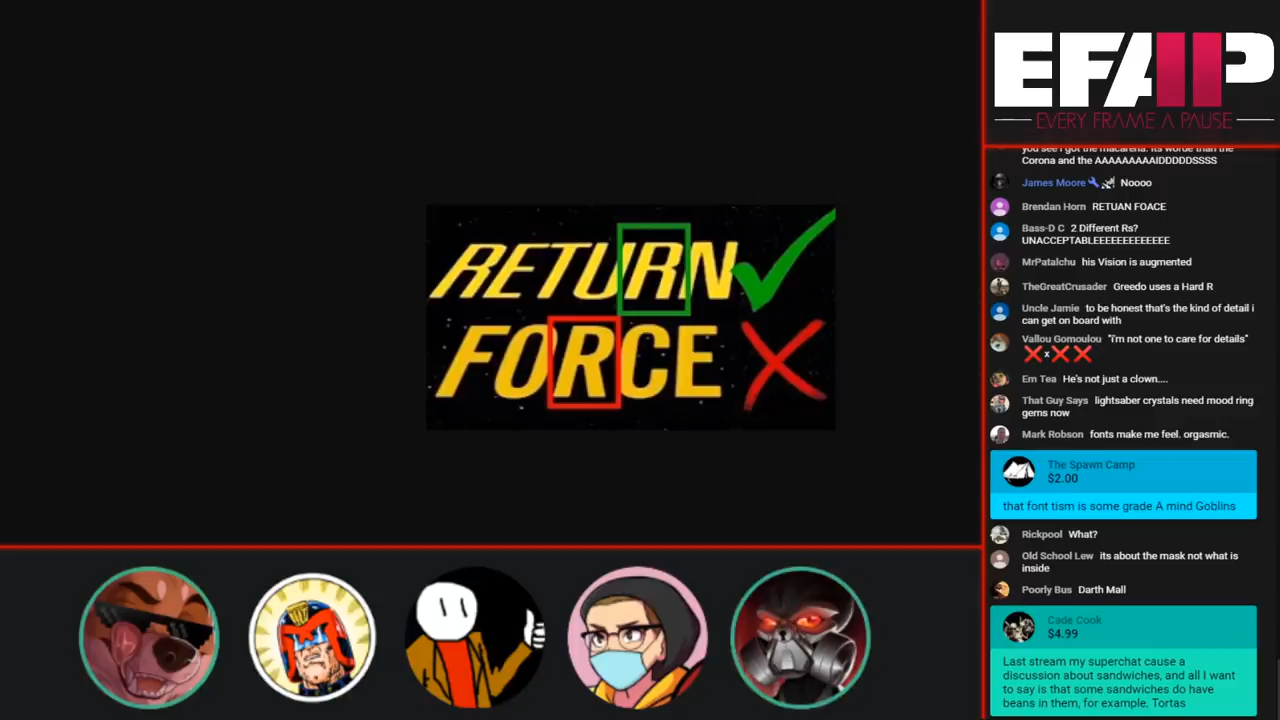 RETURN
FORCE
EFAP
EVERY FRAME A PAUSE
you see I got the macarena. Its worde than the
Corona and the AAAAAAAAAIDDDDDSSSS
James Moore Noooo
Brendan Horn RETUAN FOACE
Bass-D C 2 Different Rs?
UNACCEPTABLEEEEEEEEEEEEE
MrPatalchu his Vision is augmented
TheGreatCrusader Greedo uses a Hard R
Uncle Jamie to be honest that's the kind of detail i
can get on board with
Vallou Gomoulou "I'm not one to care for details"
❌ x ❌ ❌
Em Tea He's not just a clown....
That Guy Says lightsaber crystals need mood ring
gems now
Mark Robson fonts make me feel. orgasmic.
The Spawn Camp
$2.00
that font tism is some grade A mind Goblins
Rickpool What?
Old School Lew its about the mask not what is
inside
Poorly Bus Darth Mall
Cade Cook
$4.99
Last stream my superchat cause a
discussion about sandwiches, and all I want
to say is that some sandwiches do have
beans in them, for example, Tortas